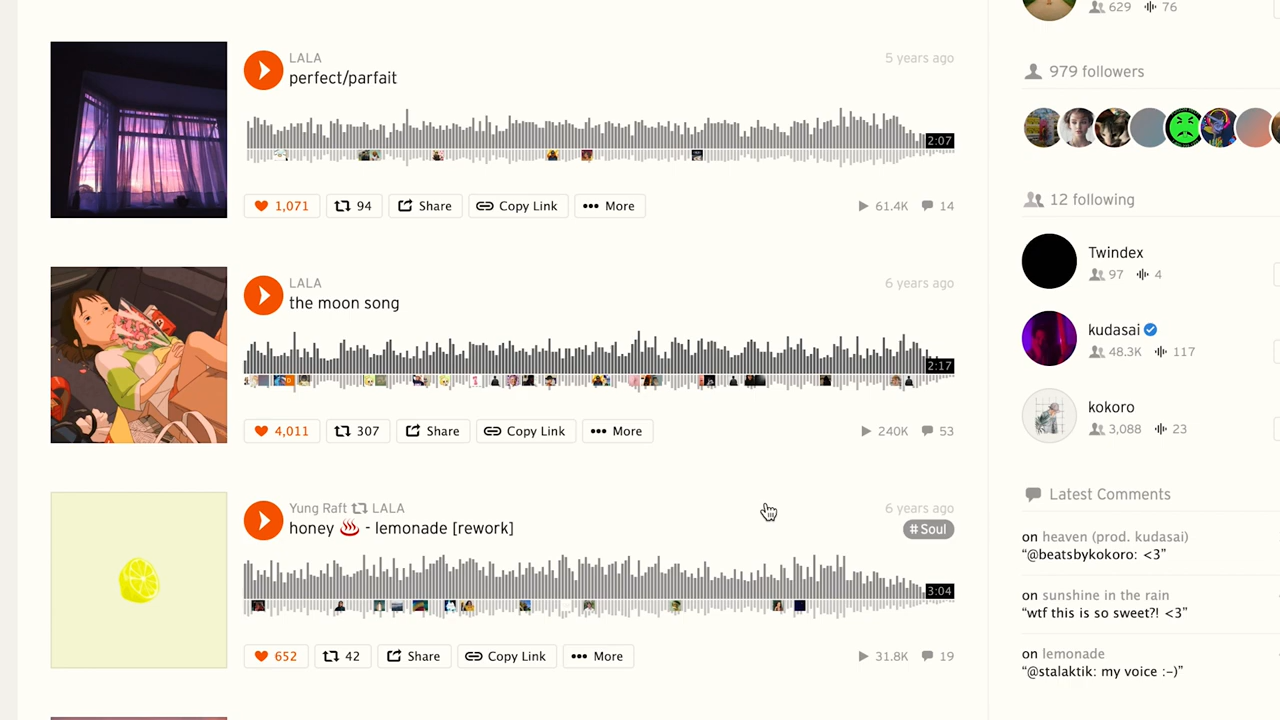 629 76
LALA 5 years ago
perfect/parfait
2:07
1,071 94 Share Copy Link ••• More 61.4K 14
LALA 6 years ago
the moon song
2:17
4,011 307 Share Copy Link ••• More 240K 53
Yung Raft LALA 6 years ago
honey ♨️ - lemonade [rework] # Soul
3:04
652 42 Share Copy Link ••• More 31.8K 19
979 followers
12 following
Twindex
97 4
kudasai
48.3K 117
kokoro
3,088 23
Latest Comments
on heaven (prod. kudasai)
“@beatsbykokoro: <3”
on sunshine in the rain
“wtf this is so sweet?! <3”
on lemonade
“@stalaktik: my voice :-)”